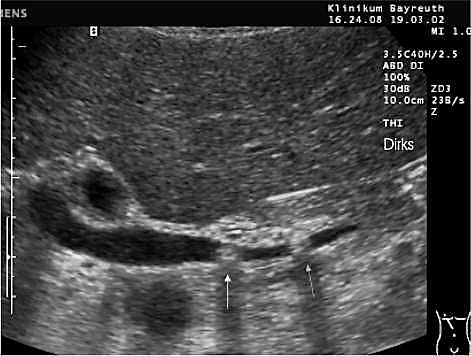 ENS
Klinikum Bayreuth
16.24.08 19.03.02
MI 1.0
3.5C40H/2.5
ABD DI
100%
30dB ZD3
10.0cm 23B/s
Z
THI
Dirks